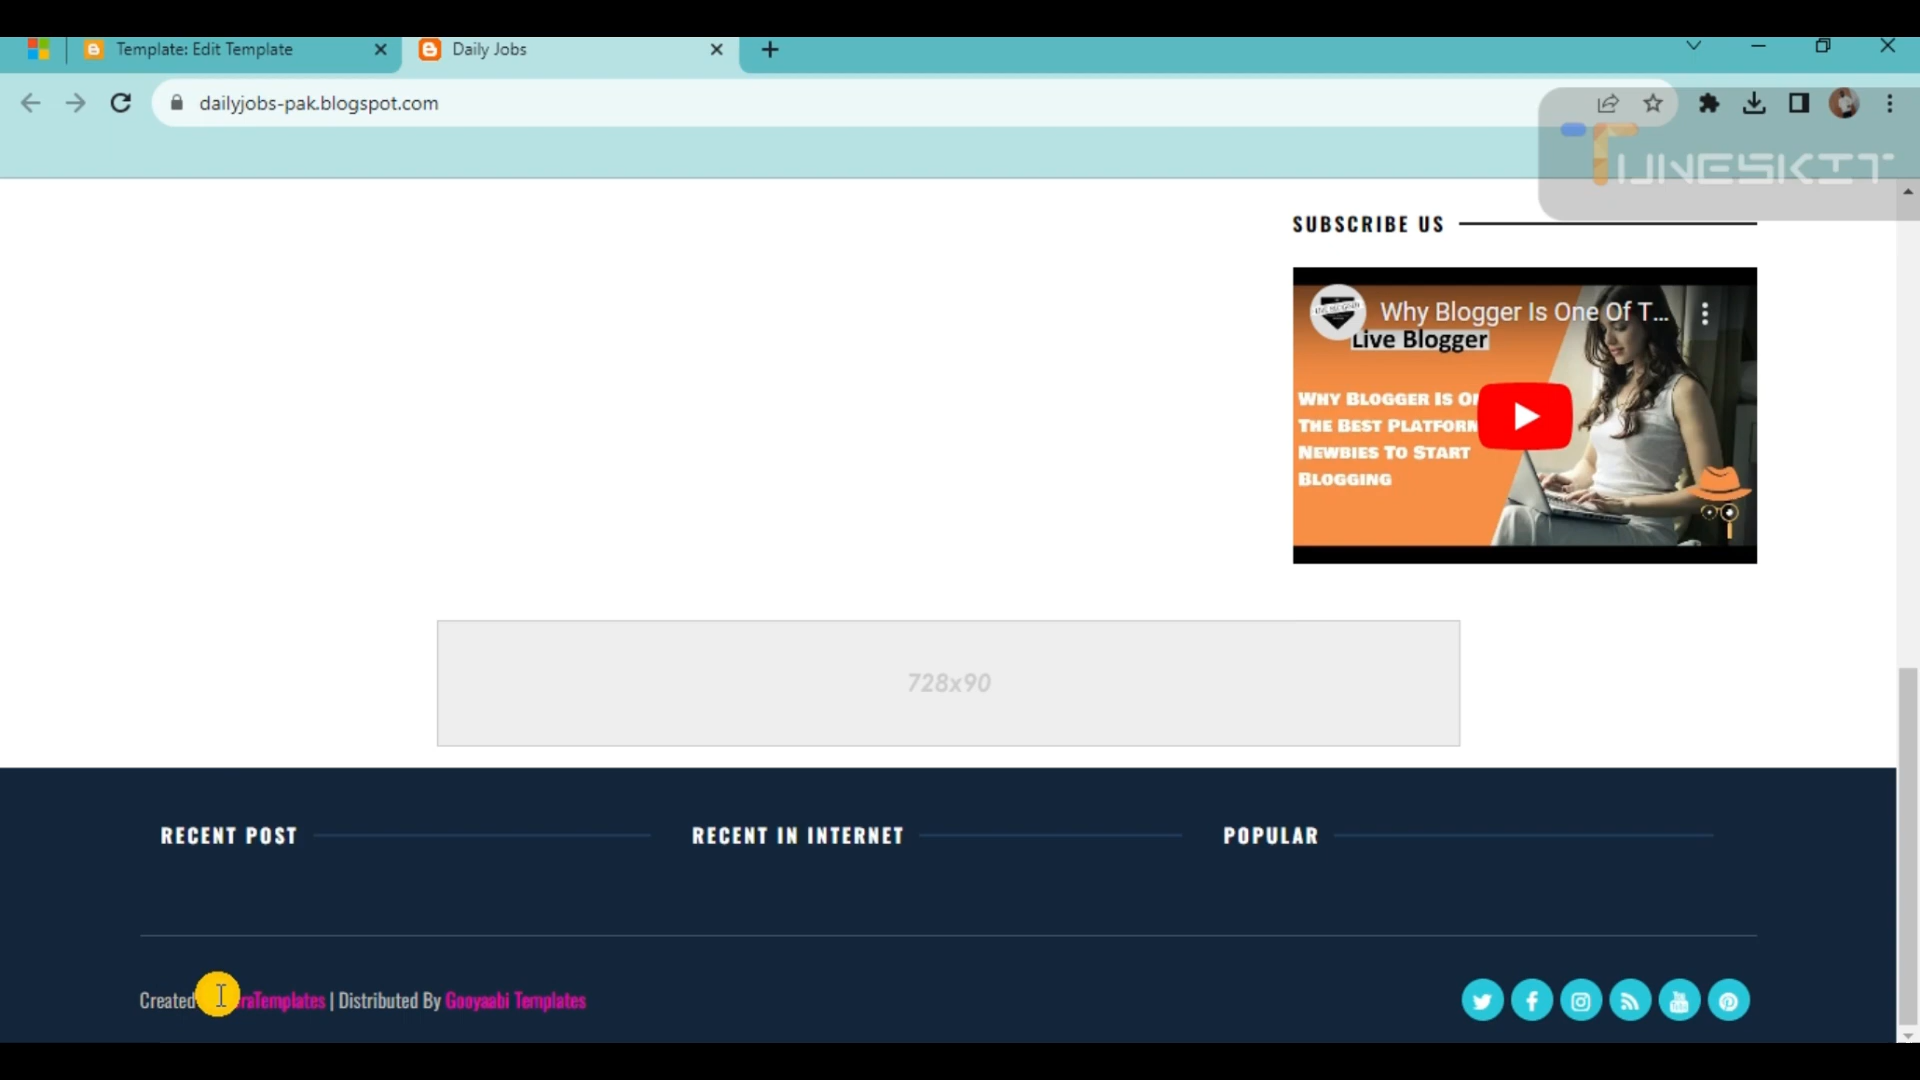 Template: Edit Template
Daily Jobs
dailyjobs-pak.blogspot.com
TUNESKIT
SUBSCRIBE US
Why Blogger Is One Of T...
Live Blogger
WHY BLOGGER IS
THE BEST PLATFORM
NEWBIES TO START
BLOGGING
728x90
RECENT POST
RECENT IN INTERNET
POPULAR
Created
Templates | Distributed By Gooyaabi Templates